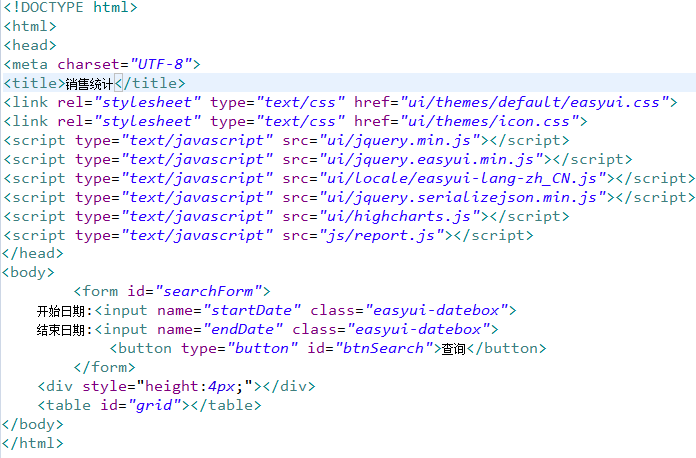 <!DOCTYPE html>
<html>
<head>
<meta charset="UTF-8">
<title>销售统计</title>
<link rel="stylesheet" type="text/css" href="ui/themes/default/easyui.css">
<link rel="stylesheet" type="text/css" href="ui/themes/icon.css">
<script type="text/javascript" src="ui/jquery.min.js"></script>
<script type="text/javascript" src="ui/jquery.easyui.min.js"></script>
<script type="text/javascript" src="ui/locale/easyui-lang-zh_CN.js"></script>
<script type="text/javascript" src="ui/jquery.serializejson.min.js"></script>
<script type="text/javascript" src="ui/highcharts.js"></script>
<script type="text/javascript" src="js/report.js"></script>
</head>
<body>
<form id="searchForm">
开始日期:<input name="startDate" class="easyui-datebox">
结束日期:<input name="endDate" class="easyui-datebox">
<button type="button" id="btnSearch">查询</button>
</form>
<div style="height:4px;"></div>
<table id="grid"></table>
</body>
</html>